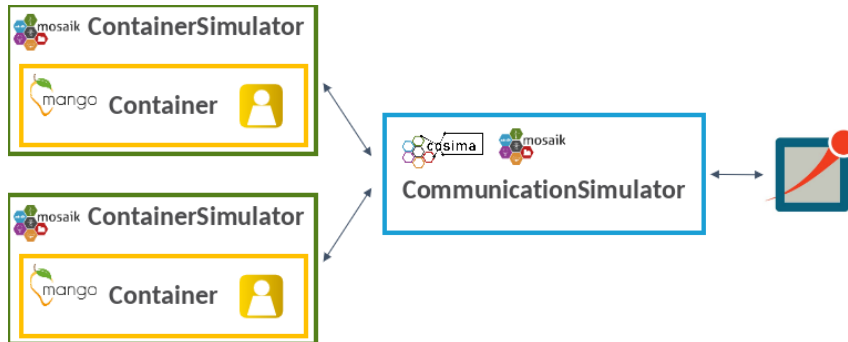 mosaik ContainerSimulator
mango Container
cosima mosaik
CommunicationSimulator
mosaik ContainerSimulator
mango Container